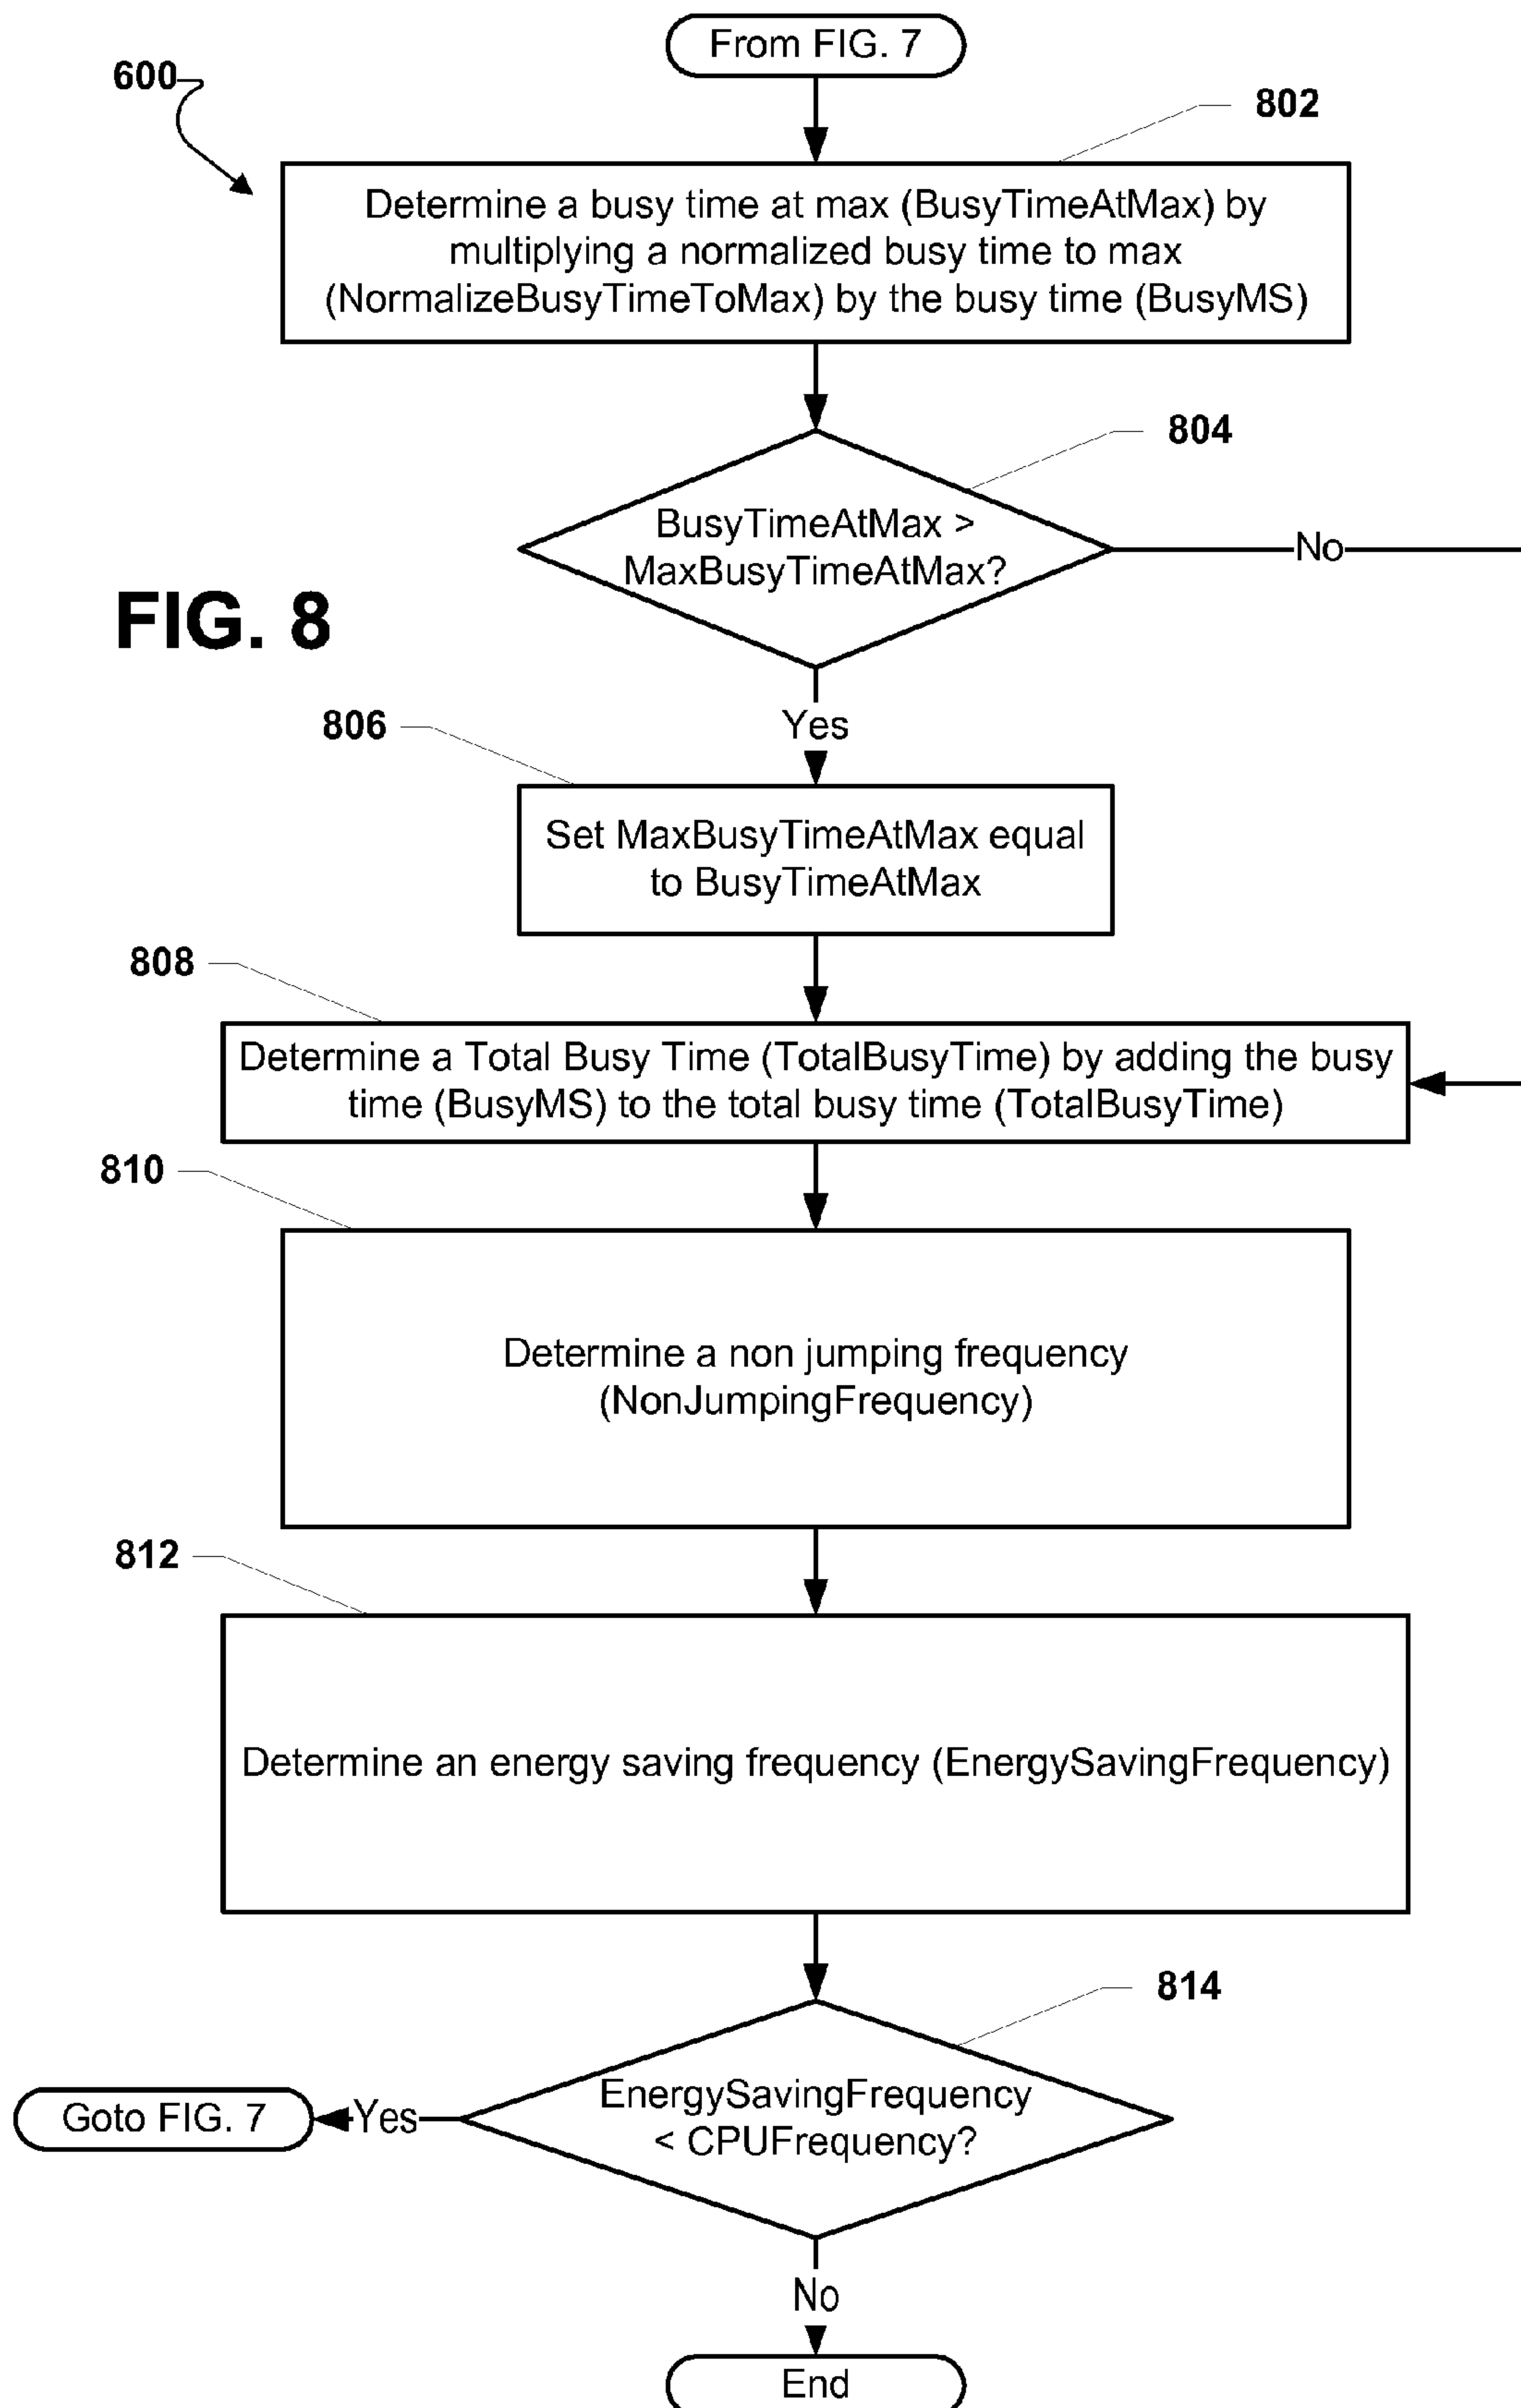 From FIG. 7
600
802
Determine a busy time at max (BusyTimeAtMax) by
multiplying a normalized busy time to max
(NormalizeBusyTimeToMax) by the busy time (BusyMS)
804
BusyTimeAtMax >
MaxBusyTimeAtMax?
No
FIG. 8
Yes
806
Set MaxBusyTimeAtMax equal
to BusyTimeAtMax
808
Determine a Total Busy Time (TotalBusyTime) by adding the busy
time (BusyMS) to the total busy time (TotalBusyTime)
810
Determine a non jumping frequency
(NonJumpingFrequency)
812
Determine an energy saving frequency (EnergySavingFrequency)
814
EnergySavingFrequency
< CPUFrequency?
Yes
Goto FIG. 7
No
End